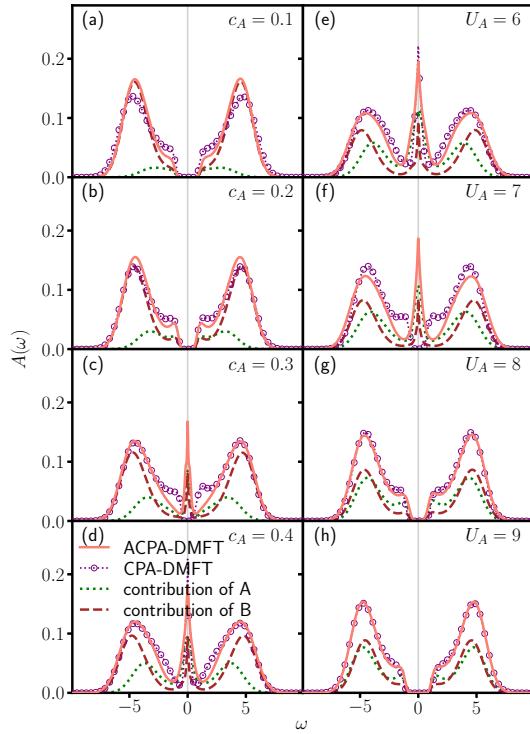 (a) c_A = 0.1
(e) U_A = 6
0.2
0.1
0.0
(b) c_A = 0.2
(f) U_A = 7
0.2
0.1
0.0
A(ω)
(c) c_A = 0.3
(g) U_A = 8
0.2
0.1
0.0
(d) c_A = 0.4
(h) U_A = 9
0.2
0.1
0.0
ACPA-DMFT
CPA-DMFT
contribution of A
contribution of B
−5 0 5
−5 0 5
ω